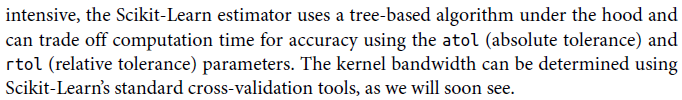 intensive, the Scikit-Learn estimator uses a tree-based algorithm under the hood and
can trade off computation time for accuracy using the atol (absolute tolerance) and
rtol (relative tolerance) parameters. The kernel bandwidth can be determined using
Scikit-Learn’s standard cross-validation tools, as we will soon see.